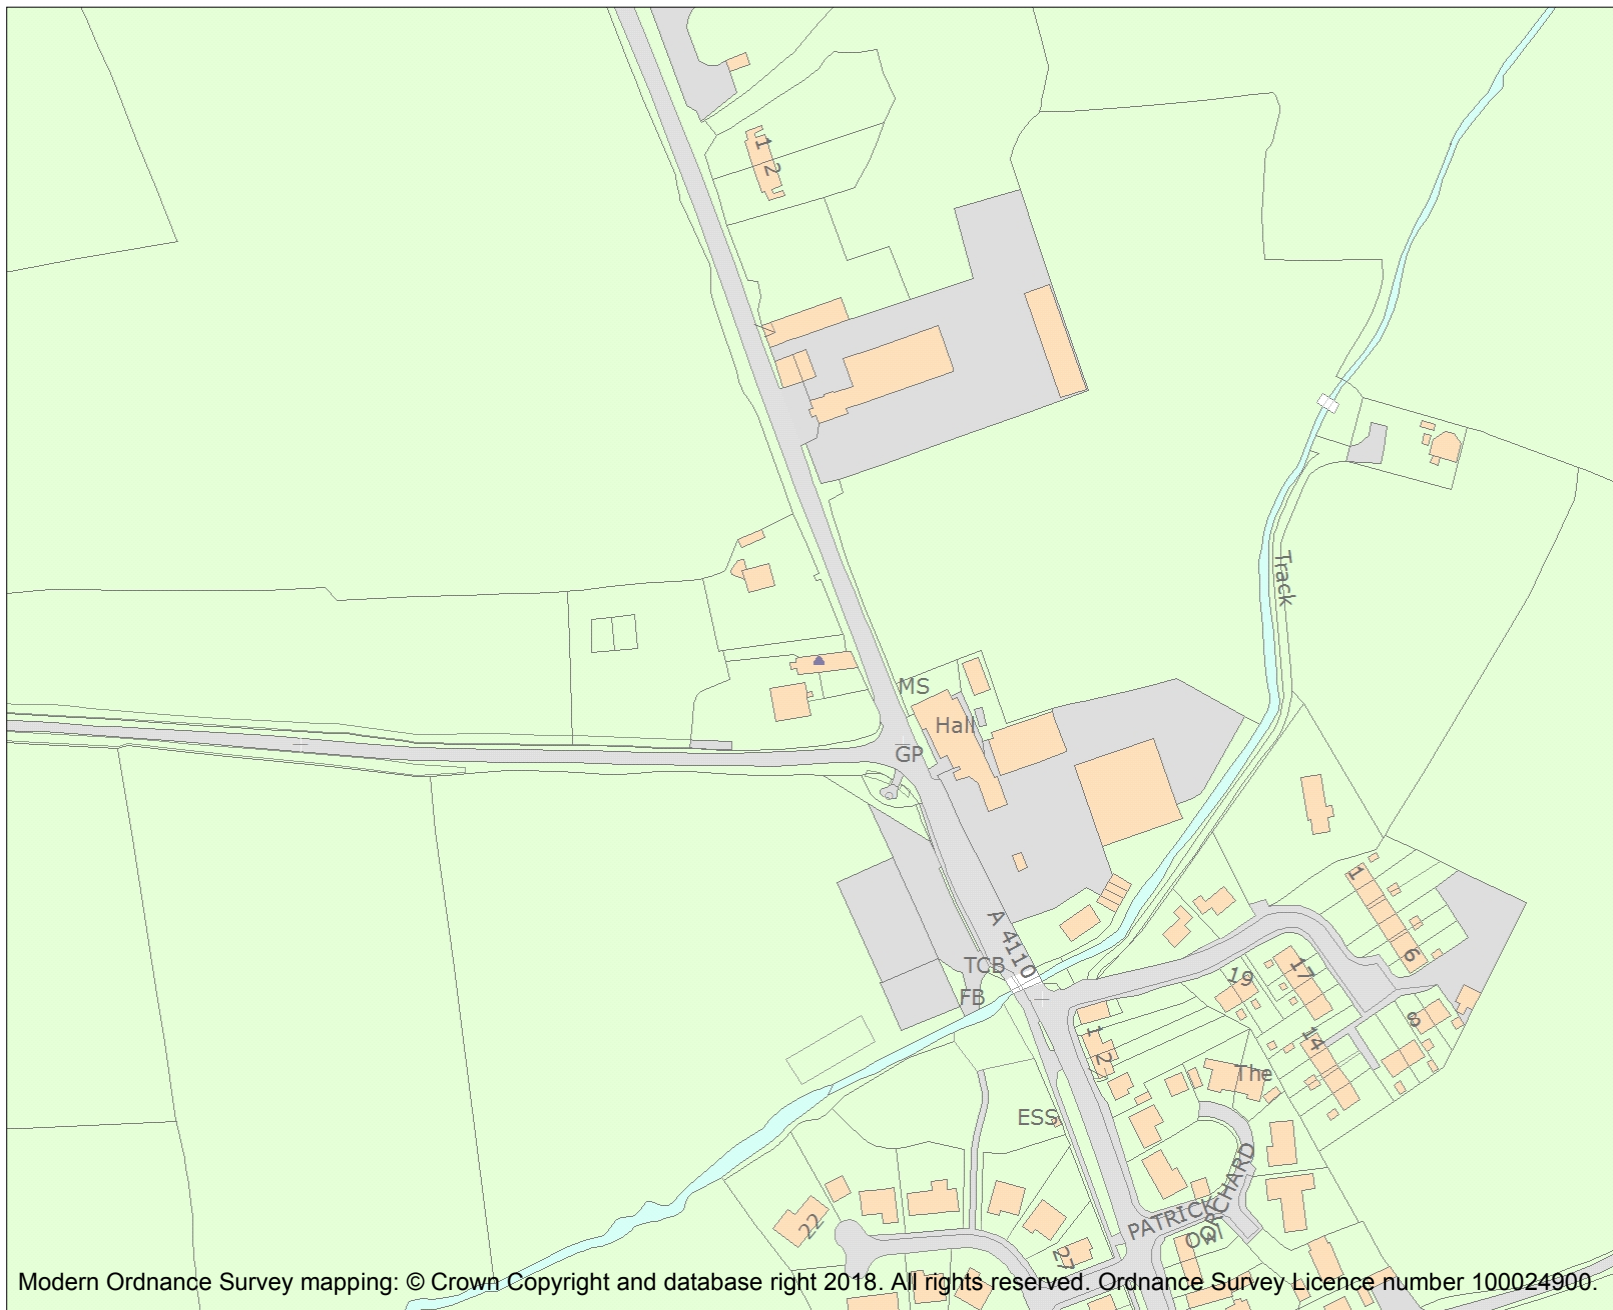 1
2
Track
MS
Hall
GP
1
A 4110
TCB
6
FB
19
17
1
2
14
8
The
ESS
PATRICK
ORCHARD
22
27
Modern Ordnance Survey mapping: © Crown Copyright and database right 2018. All rights reserved. Ordnance Survey Licence number 100024900.